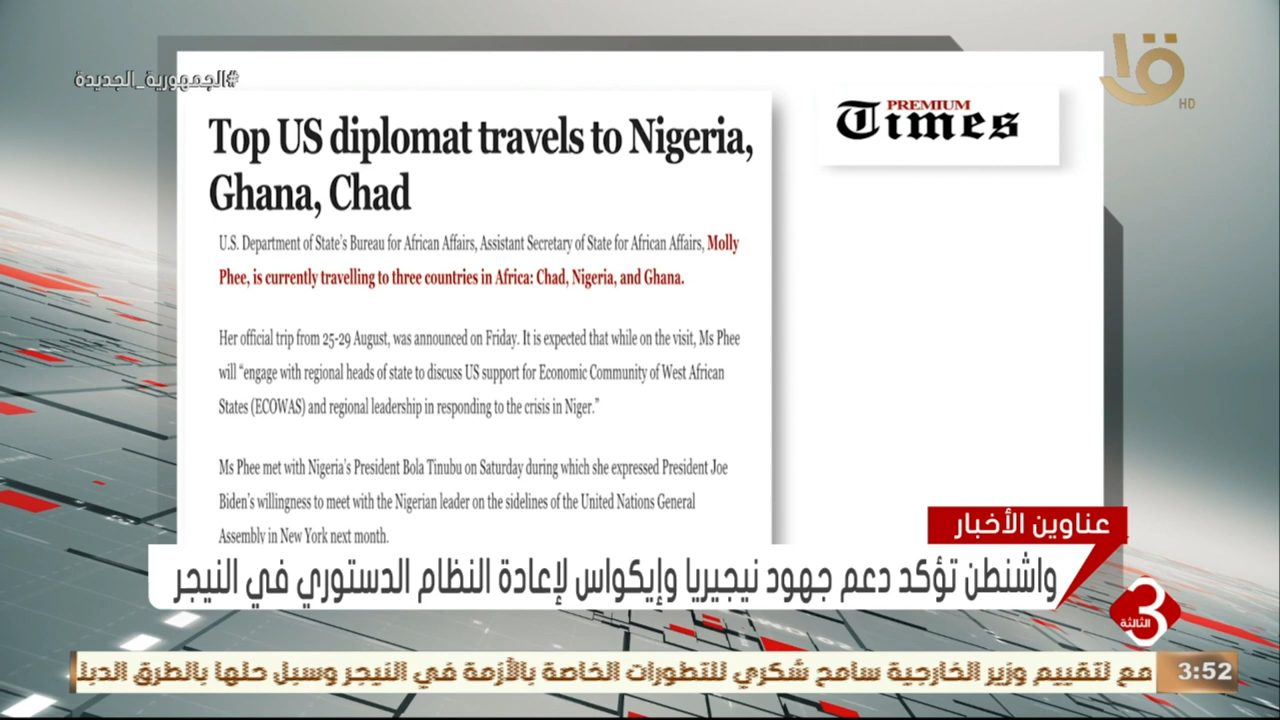 #الجمهورية_الجديدة
HD
PREMIUM
Times
Top US diplomat travels to Nigeria,
Ghana, Chad
U.S. Department of State's Bureau for African Affairs, Assistant Secretary of State for African Affairs, Molly
Phee, is currently travelling to three countries in Africa: Chad, Nigeria, and Ghana.
Her official trip from 25-29 August, was announced on Friday. It is expected that while on the visit, Ms Phee
will “engage with regional heads of state to discuss US support for Economic Community of West African
States (ECOWAS) and regional leadership in responding to the crisis in Niger.”
Ms Phee met with Nigeria's President Bola Tinubu on Saturday during which she expressed President Joe
Biden's willingness to meet with the Nigerian leader on the sidelines of the United Nations General
Assembly in New York next month.
عناوين الأخبار
واشنطن تؤكد دعم جهود نيجيريا وإيكواس لإعادة النظام الدستوري في النيجر
3
الثالثة
3:52
مع لتقييم وزير الخارجية سامح شكري للتطورات الخاصة بالأزمة في النيجر وسبل حلها بالطرق